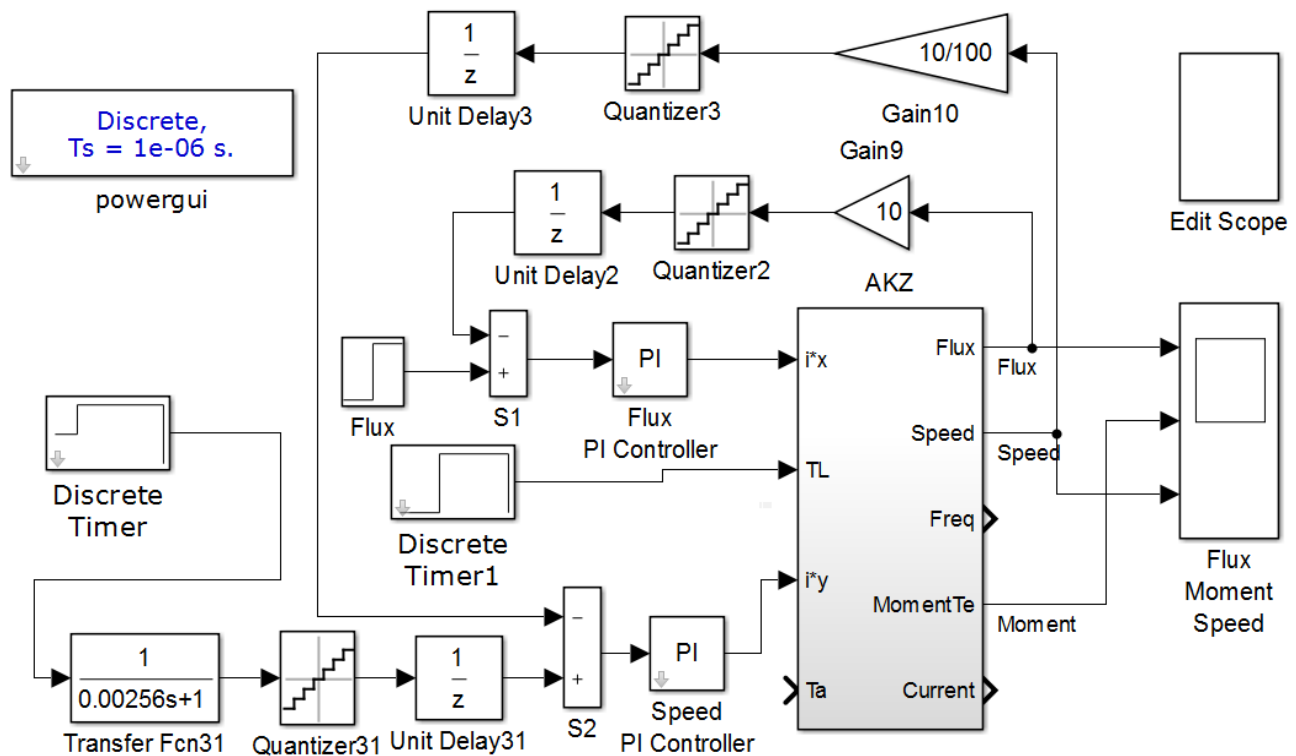 1
z
Unit Delay3
Quantizer3
10/100
Gain10
Discrete,
Ts = 1e-06 s.
powergui
Gain9
1
z
Unit Delay2
Quantizer2
10
Edit Scope
AKZ
Flux
−
+
S1
PI
Flux
PI Controller
i*x
Flux
Flux
Discrete
Timer
Discrete
Timer1
TL
Speed
Speed
Freq
i*y
MomentTe
Moment
Flux
Moment
Speed
1
0.00256s+1
Transfer Fcn31
Quantizer31
1
z
Unit Delay31
−
+
S2
PI
Speed
PI Controller
Ta
Current